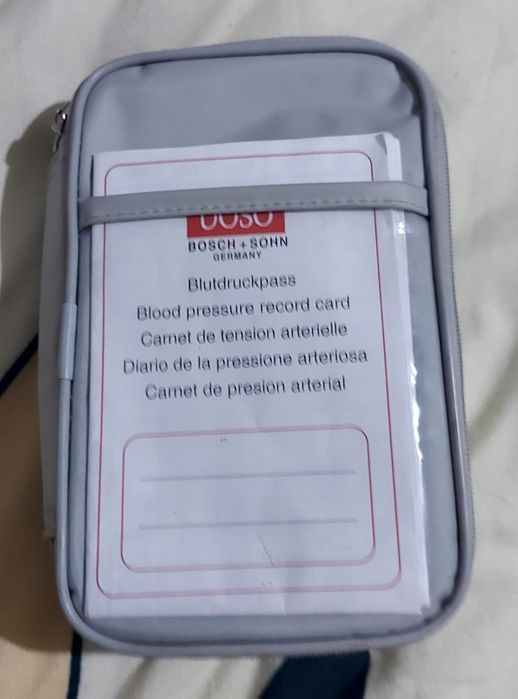 boso
BOSCH + SOHN
GERMANY
Blutdruckpass
Blood pressure record card
Carnet de tension arterielle
Diario de la pressione arteriosa
Carnet de presion arterial